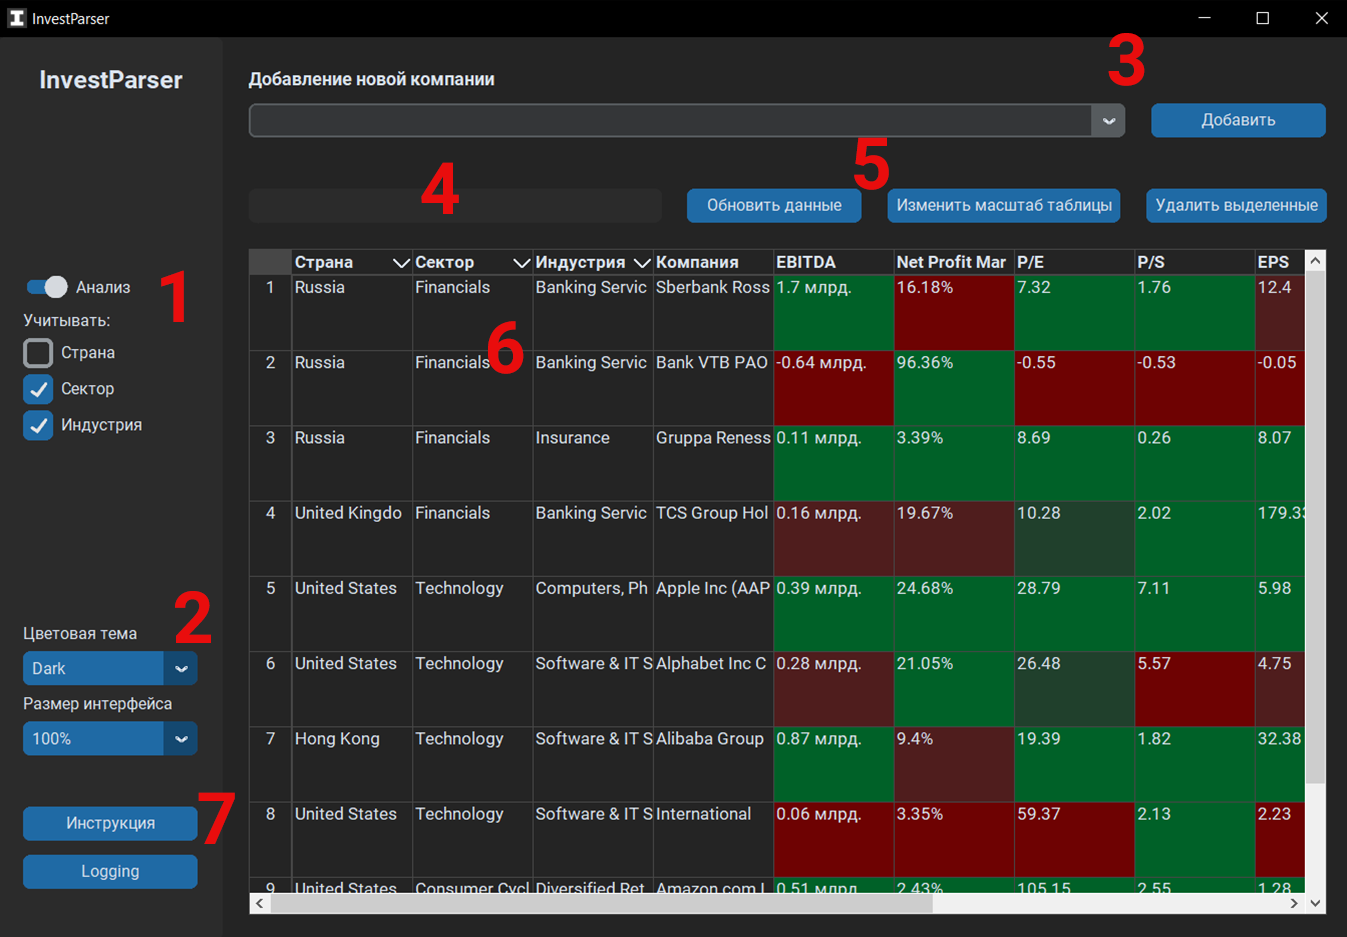 InvestParser
InvestParser
Добавление новой компании
3
Добавить
4
5
Обновить данные
Изменить масштаб таблицы
Удалить выделенные
1
Анализ
Учитывать:
Страна
Сектор
Индустрия
2
Цветовая тема
Dark
Размер интерфейса
100%
7
Инструкция
Logging
6
Страна Сектор Индустрия Компания EBITDA Net Profit Mar P/E P/S EPS
1 Russia Financials Banking Servic Sberbank Ross 1.7 млрд. 16.18% 7.32 1.76 12.4
2 Russia Financials Banking Servic Bank VTB PAO -0.64 млрд. 96.36% -0.55 -0.53 -0.05
3 Russia Financials Insurance Gruppa Reness 0.11 млрд. 3.39% 8.69 0.26 8.07
4 United Kingdo Financials Banking Servic TCS Group Hol 0.16 млрд. 19.67% 10.28 2.02 179.33
5 United States Technology Computers, Ph Apple Inc (AAP 0.39 млрд. 24.68% 28.79 7.11 5.98
6 United States Technology Software & IT S Alphabet Inc C 0.28 млрд. 21.05% 26.48 5.57 4.75
7 Hong Kong Technology Software & IT S Alibaba Group 0.87 млрд. 9.4% 19.39 1.82 32.38
8 United States Technology Software & IT S International 0.06 млрд. 3.35% 59.37 2.13 2.23
9 United States Consumer Cycl Diversified Ret Amazon.com I 0.51 млрд. 2.43% 105.15 2.55 1.28